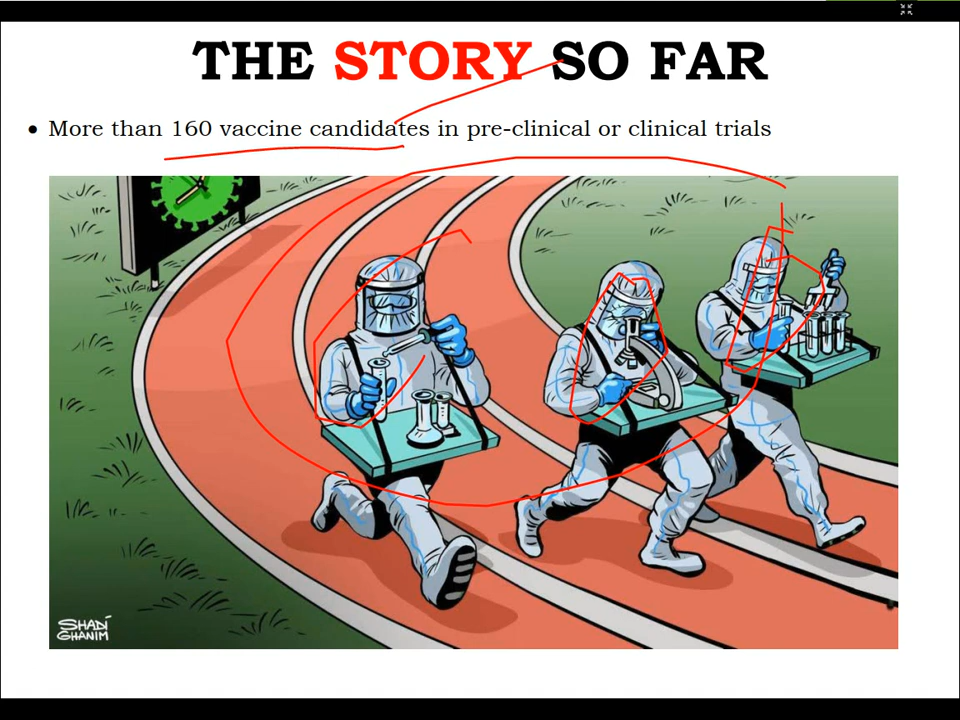 THE STORY SO FAR
• More than 160 vaccine candidates in pre-clinical or clinical trials
SHADI
GHANIM